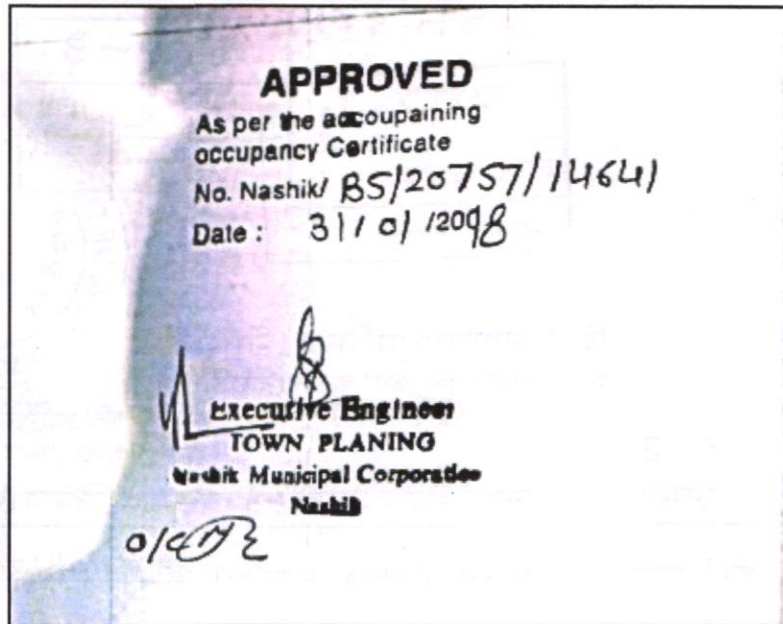 APPROVED
As per the accoupaining
occupancy Certificate
No. Nashik/ BS/20757/14641
Date : 31/01/2018
Executive Engineer
TOWN PLANING
Nashik Municipal Corporation
Nashik